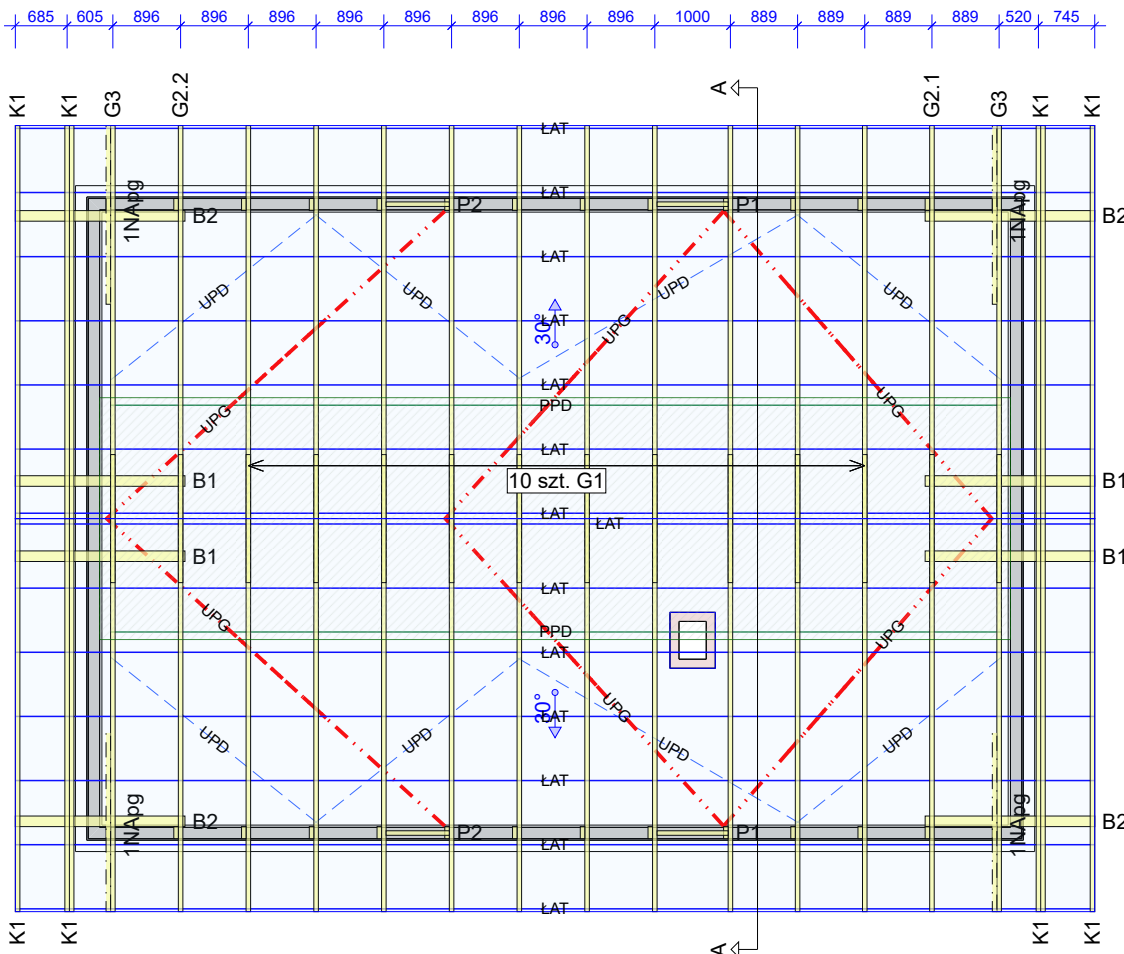 685 605 896 896 896 896 896 896 896 896 1000 889 889 889 889 520 745
K1 K1 G3 G2.2 A G2.1 G3 K1 K1
ŁAT
1NApg ŁAT 1NApg
B2 P2 P1 B2
ŁAT
UPD UPD UPD UPD
30° ŁAT UPG
ŁAT
UPG PPD UPG
ŁAT
B1 10 szt. G1 B1
ŁAT
ŁAT
B1 B1
ŁAT
UPG PPD UPG
ŁAT
UPG
30° ŁAT
UPD UPD UPD UPD
ŁAT
1NApg 1NApg
B2 P2 P1 B2
ŁAT
ŁAT
K1 K1 A K1 K1